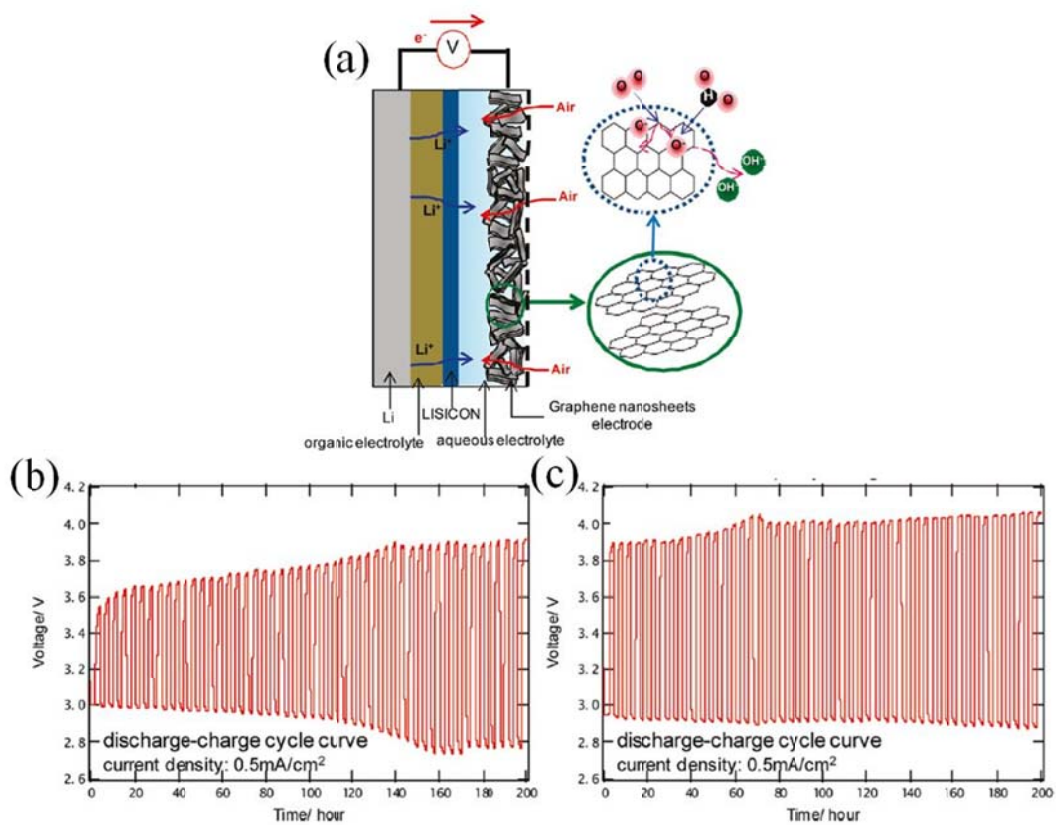 (a)
e-
V
Air
Li+
Air
Li+
Li+
Air
O
O
O
H
O
O-
O-
OH-
OH-
Li
LISICON
Graphene nanosheets
electrode
organic electrolyte
aqueous electrolyte
(b)
4.2
4.0
3.8
3.6
3.4
3.2
3.0
2.8
2.6
Voltage/ V
discharge-charge cycle curve
current density: 0.5mA/cm2
0 20 40 60 80 100 120 140 160 180 200
Time/ hour
(c)
4.2
4.0
3.8
3.6
3.4
3.2
3.0
2.8
2.6
Voltage/ V
discharge-charge cycle curve
current density: 0.5mA/cm2
0 20 40 60 80 100 120 140 160 180 200
Time/ hour